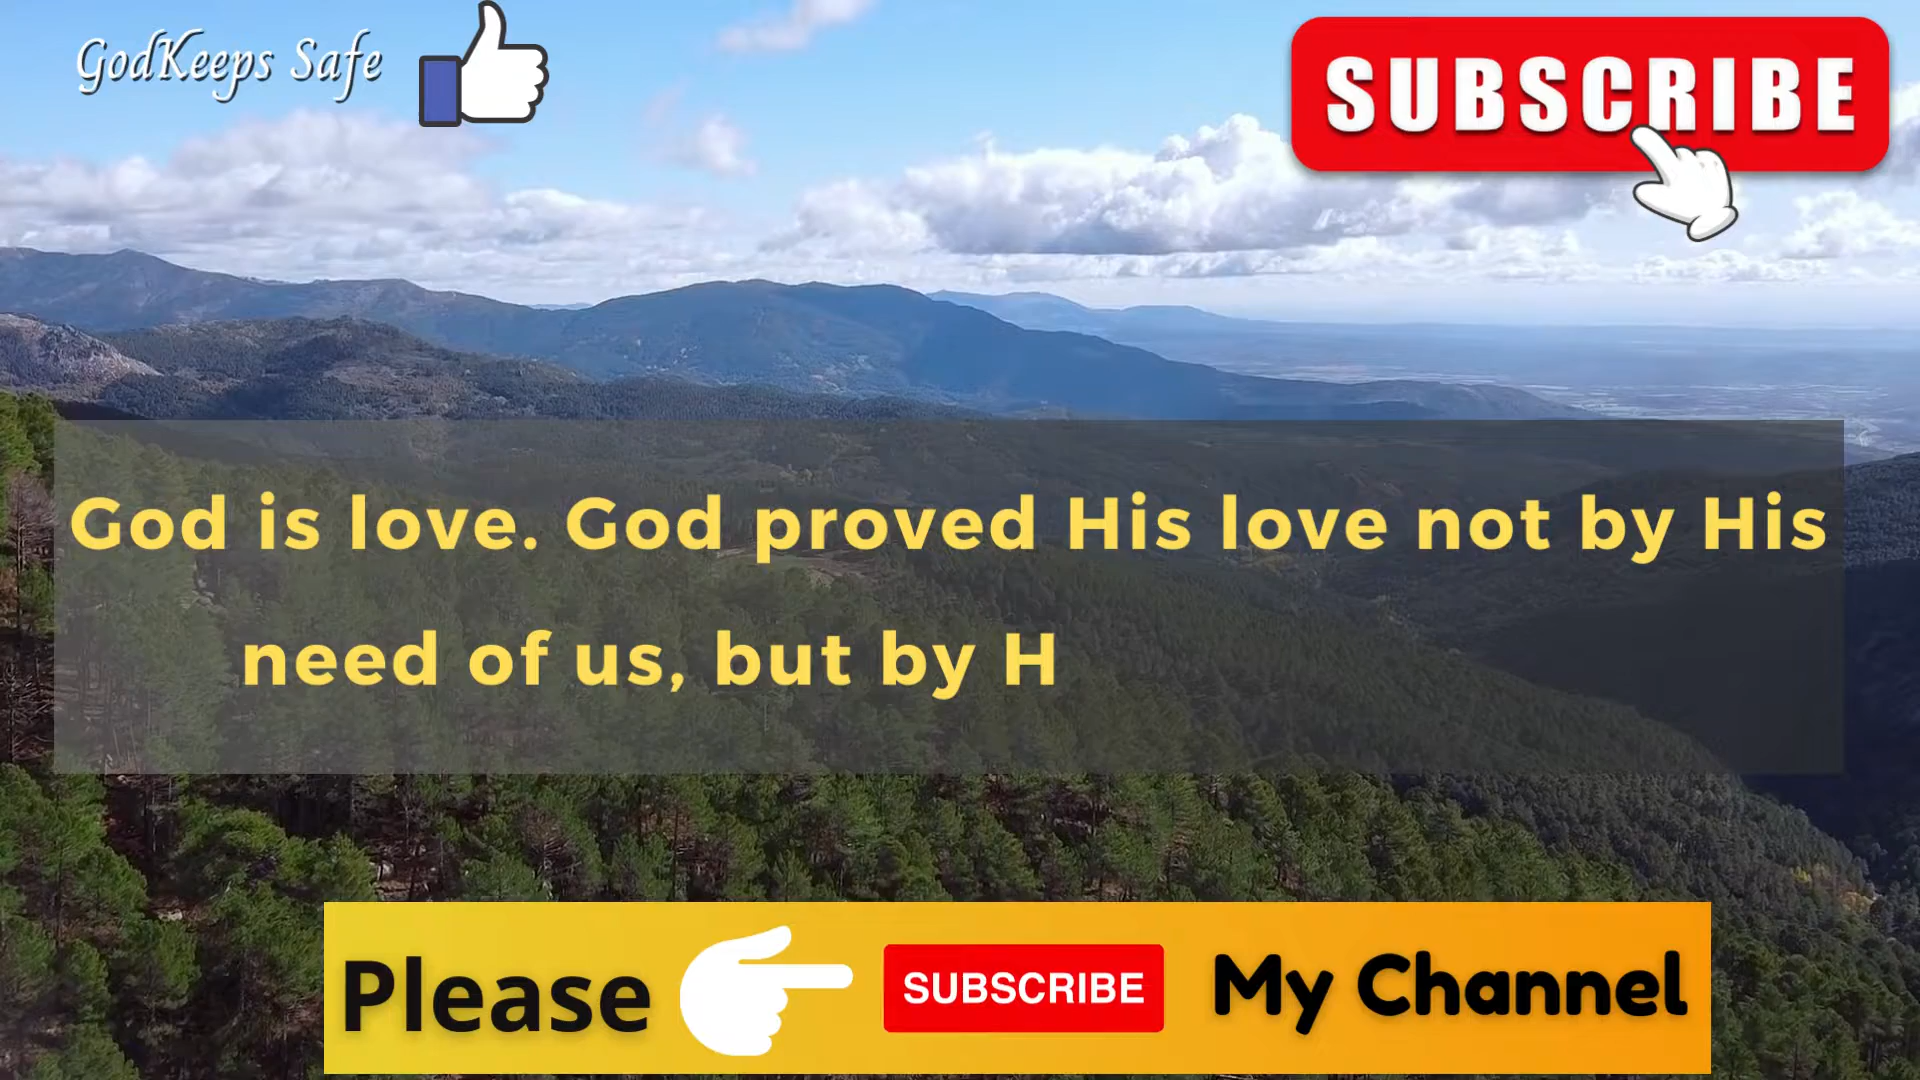 GodKeeps Safe
SUBSCRIBE
God is love. God proved His love not by His
need of us, but by H
Please SUBSCRIBE My Channel